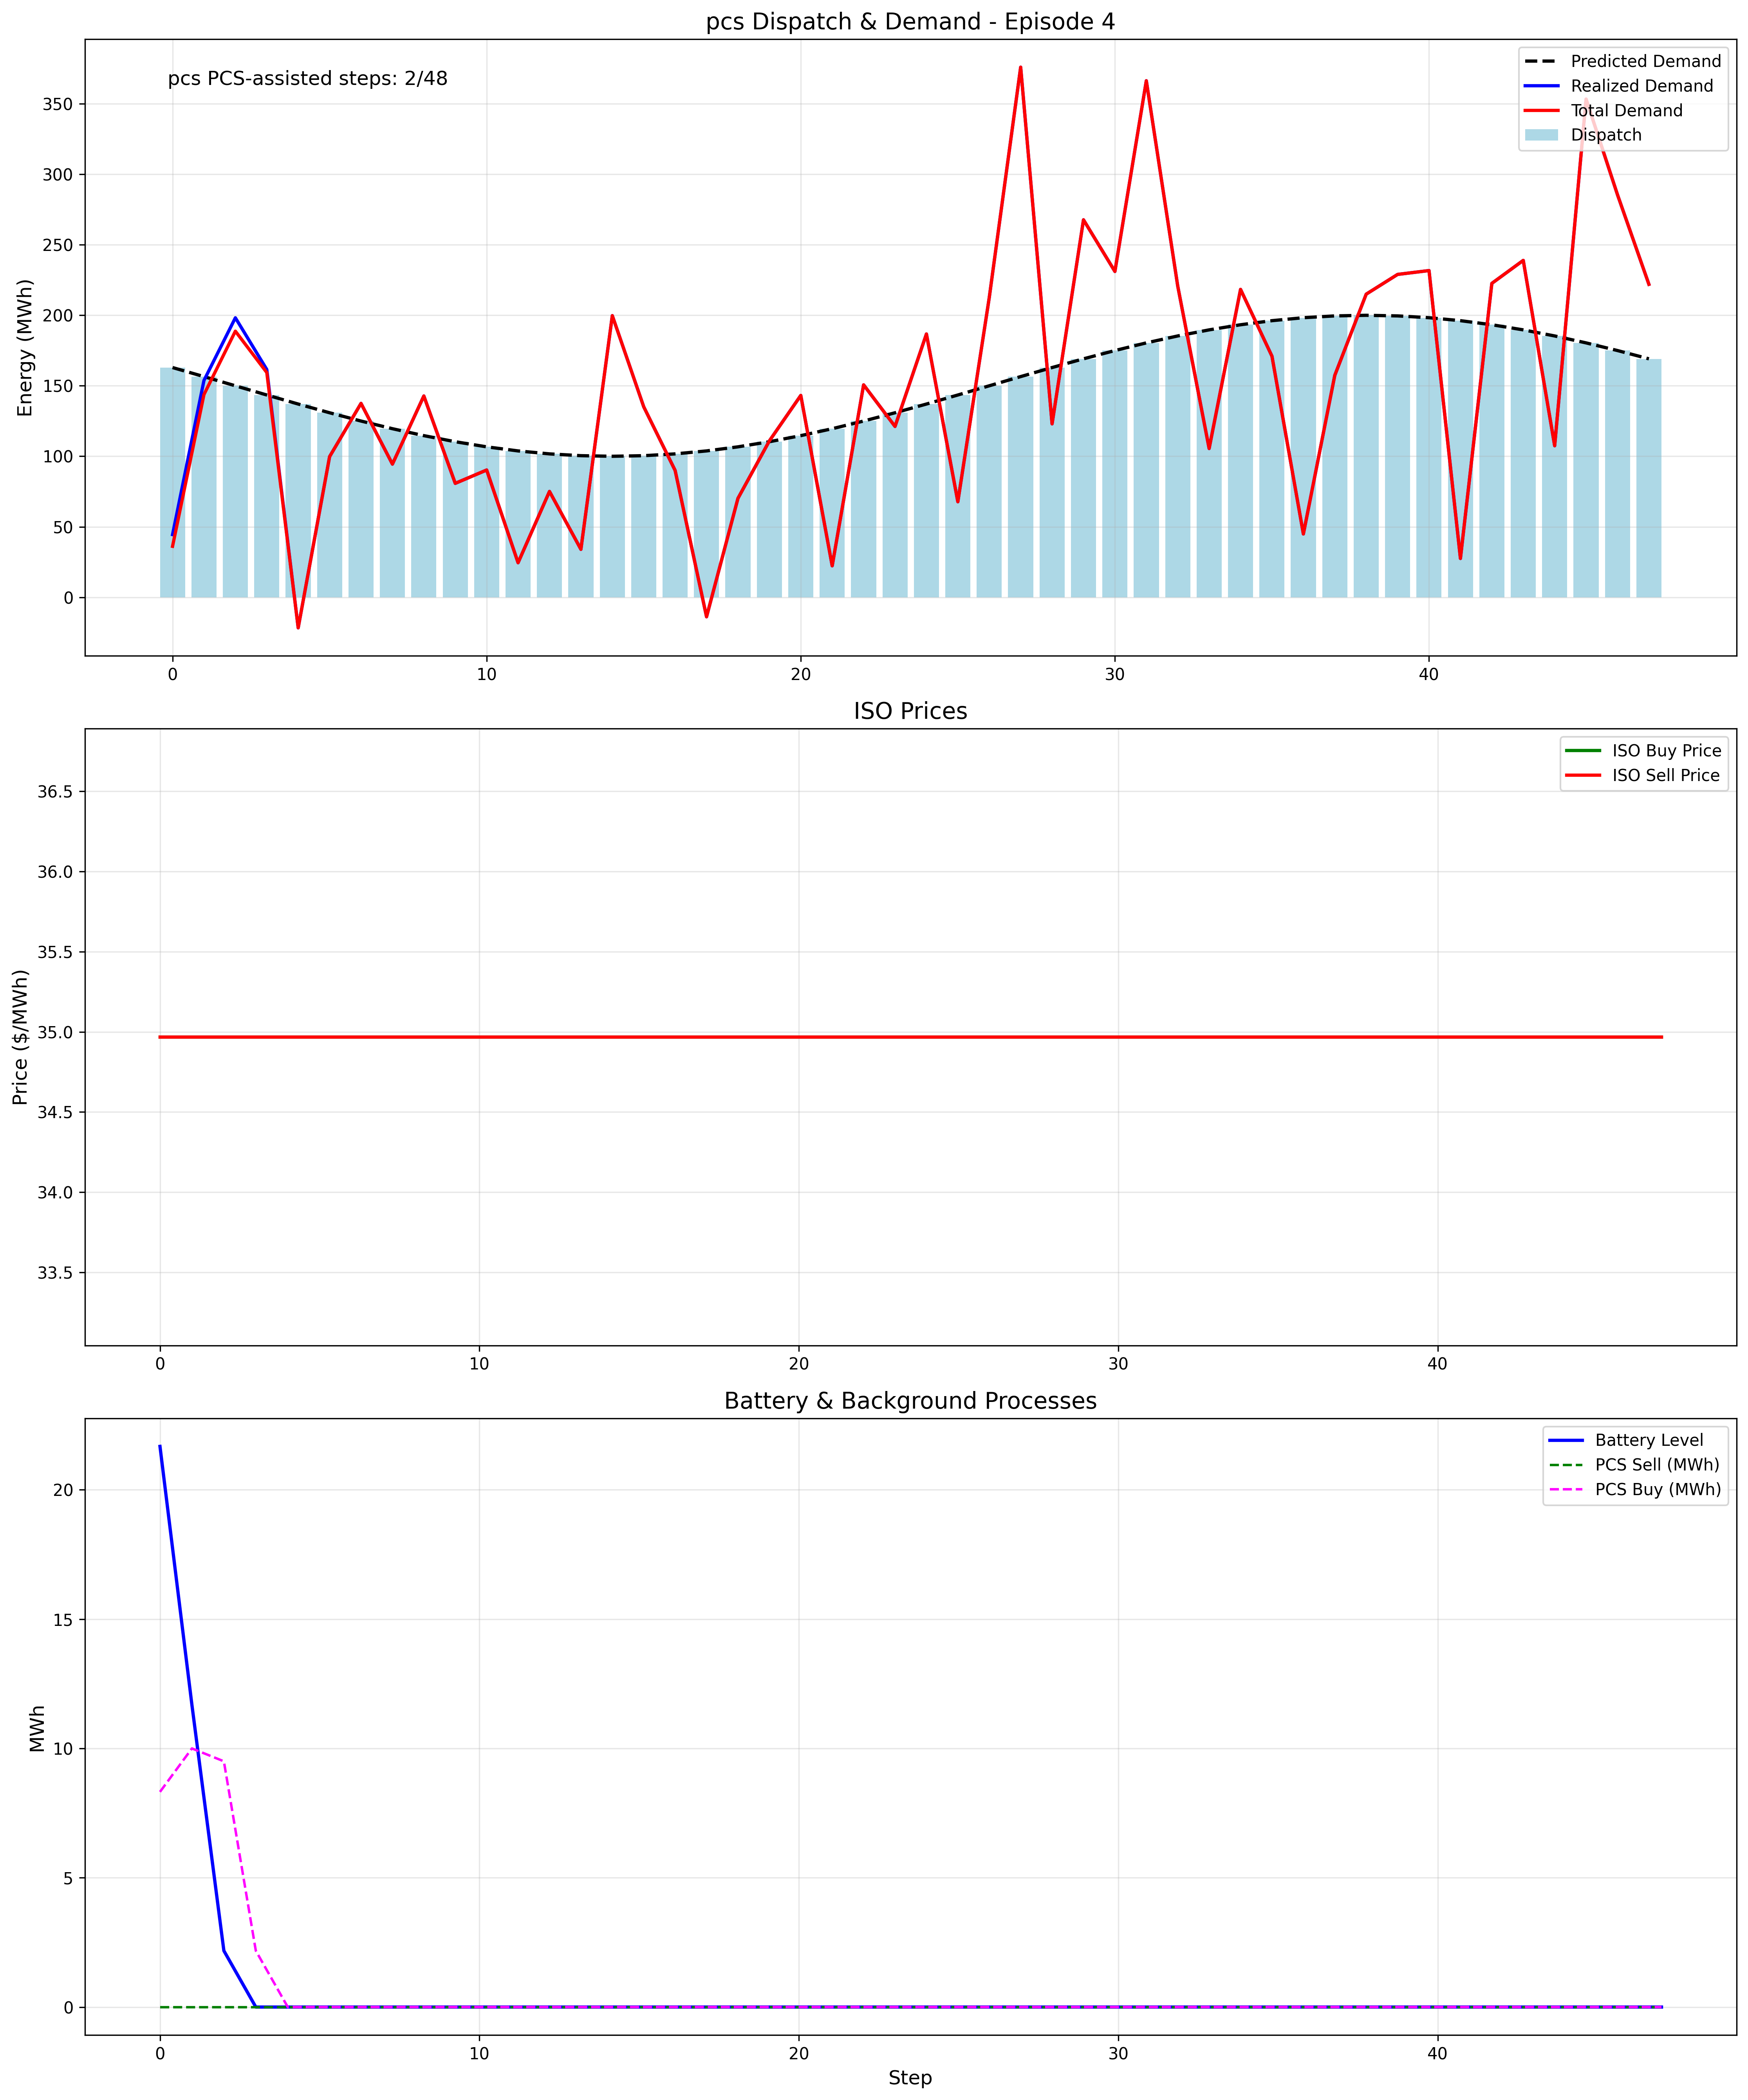 pcs Dispatch & Demand - Episode 4
pcs PCS-assisted steps: 2/48
Predicted Demand
Realized Demand
Total Demand
Dispatch
Energy (MWh)
350
300
250
200
150
100
50
0
0 10 20 30 40
ISO Prices
ISO Buy Price
ISO Sell Price
Price ($/MWh)
36.5
36.0
35.5
35.0
34.5
34.0
33.5
0 10 20 30 40
Battery & Background Processes
Battery Level
PCS Sell (MWh)
PCS Buy (MWh)
MWh
20
15
10
5
0
0 10 20 30 40
Step